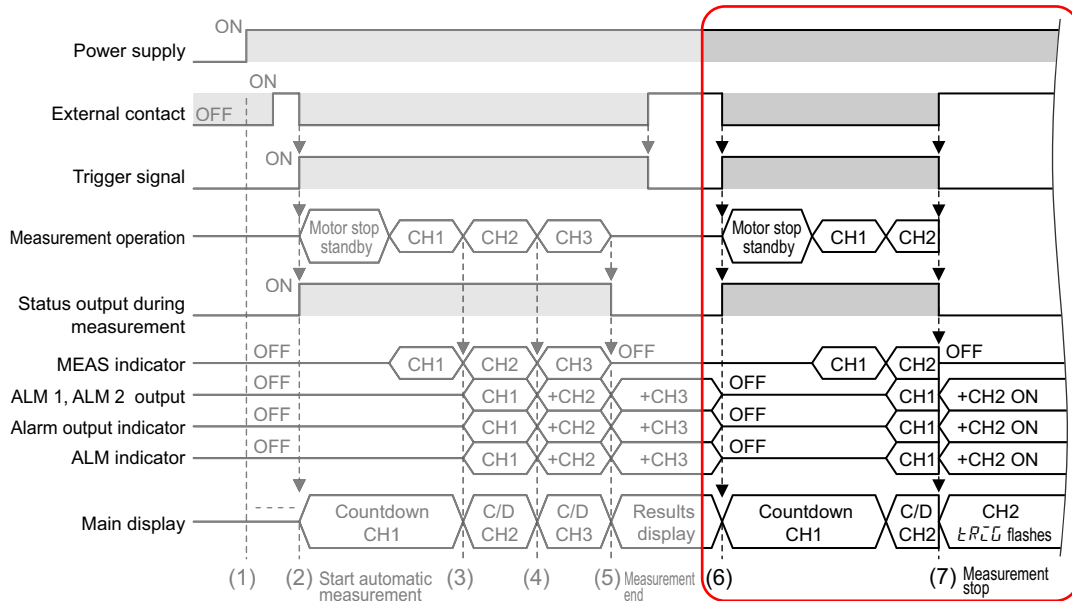 ON
Power supply
ON
External contact OFF
ON
Trigger signal
Measurement operation Motor stop standby CH1 CH2 CH3 Motor stop standby CH1 CH2
ON
Status output during measurement
OFF OFF OFF
MEAS indicator CH1 CH2 CH3 CH1 CH2
OFF OFF
ALM 1, ALM 2 output CH1 +CH2 +CH3 CH1 +CH2 ON
OFF OFF
Alarm output indicator CH1 +CH2 +CH3 CH1 +CH2 ON
OFF OFF
ALM indicator CH1 +CH2 +CH3 CH1 +CH2 ON
Main display - - - - Countdown CH1 C/D CH2 C/D CH3 Results display Countdown CH1 C/D CH2 CH2 tRIG flashes
(1) (2) Start automatic measurement (3) (4) (5) Measurement end (6) (7) Measurement stop